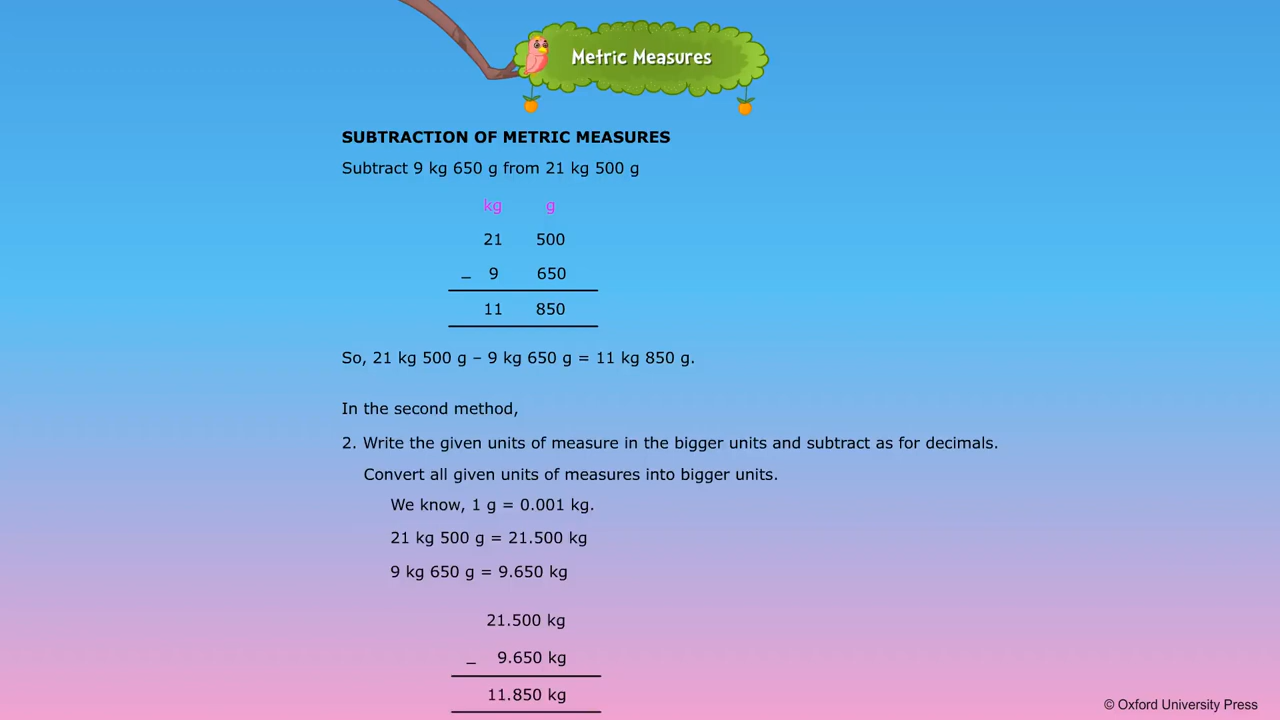 Metric Measures
SUBTRACTION OF METRIC MEASURES
Subtract 9 kg 650 g from 21 kg 500 g
kg g
21 500
_ 9 650
11 850
So, 21 kg 500 g – 9 kg 650 g = 11 kg 850 g.
In the second method,
2. Write the given units of measure in the bigger units and subtract as for decimals.
Convert all given units of measures into bigger units.
We know, 1 g = 0.001 kg.
21 kg 500 g = 21.500 kg
9 kg 650 g = 9.650 kg
21.500 kg
_ 9.650 kg
11.850 kg
© Oxford University Press